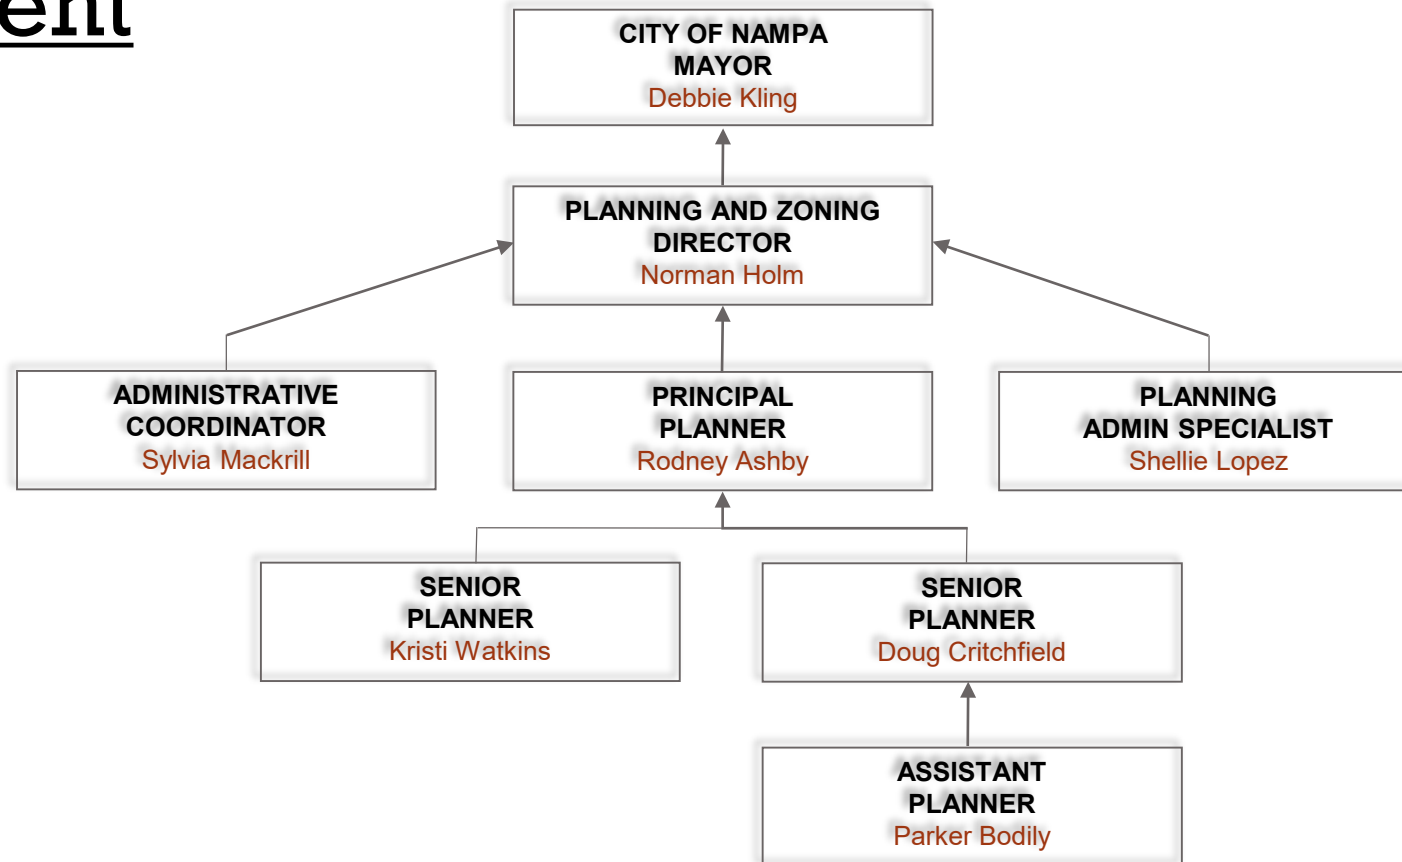 ent
CITY OF NAMPA
MAYOR
Debbie Kling
PLANNING AND ZONING
DIRECTOR
Norman Holm
ADMINISTRATIVE
COORDINATOR
Sylvia Mackrill
PRINCIPAL
PLANNER
Rodney Ashby
PLANNING
ADMIN SPECIALIST
Shellie Lopez
SENIOR
PLANNER
Kristi Watkins
SENIOR
PLANNER
Doug Critchfield
ASSISTANT
PLANNER
Parker Bodily